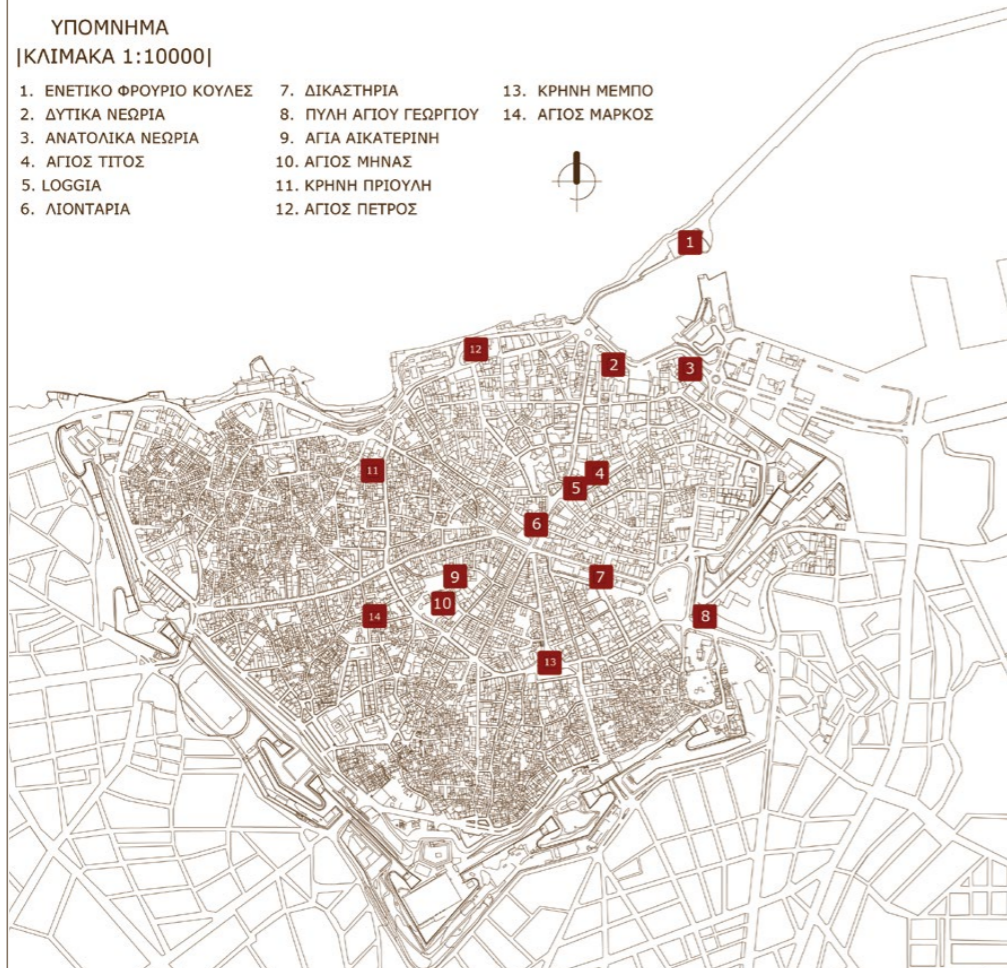 ΥΠΟΜΝΗΜΑ
|ΚΛΙΜΑΚΑ 1:10000|
1. ΕΝΕΤΙΚΟ ΦΡΟΥΡΙΟ ΚΟΥΛΕΣ
2. ΔΥΤΙΚΑ ΝΕΩΡΙΑ
3. ΑΝΑΤΟΛΙΚΑ ΝΕΩΡΙΑ
4. ΑΓΙΟΣ ΤΙΤΟΣ
5. LOGGIA
6. ΛΙΟΝΤΑΡΙΑ
7. ΔΙΚΑΣΤΗΡΙΑ
8. ΠΥΛΗ ΑΓΙΟΥ ΓΕΩΡΓΙΟΥ
9. ΑΓΙΑ ΑΙΚΑΤΕΡΙΝΗ
10. ΑΓΙΟΣ ΜΗΝΑΣ
11. ΚΡΗΝΗ ΠΡΙΟΥΛΗ
12. ΑΓΙΟΣ ΠΕΤΡΟΣ
13. ΚΡΗΝΗ ΜΕΜΠΟ
14. ΑΓΙΟΣ ΜΑΡΚΟΣ
1
12
2
3
11
4
5
6
9
7
10
14
8
13